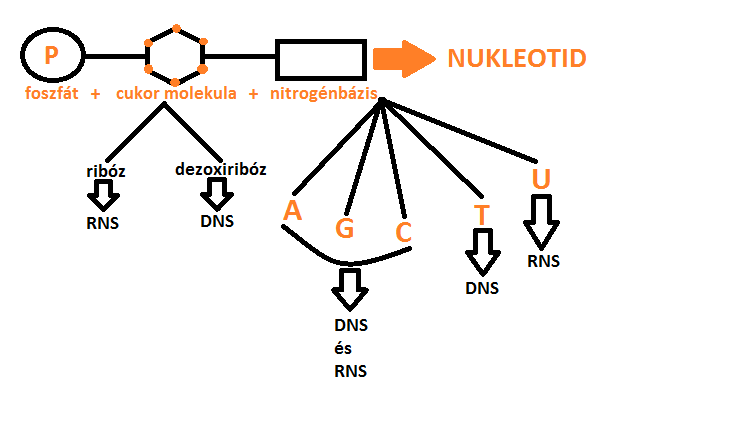 P
NUKLEOTID
foszfát + cukor molekula + nitrogénbázis
ribóz
dezoxiribóz
RNS
DNS
A
G
C
T
U
DNS
és
RNS
DNS
RNS